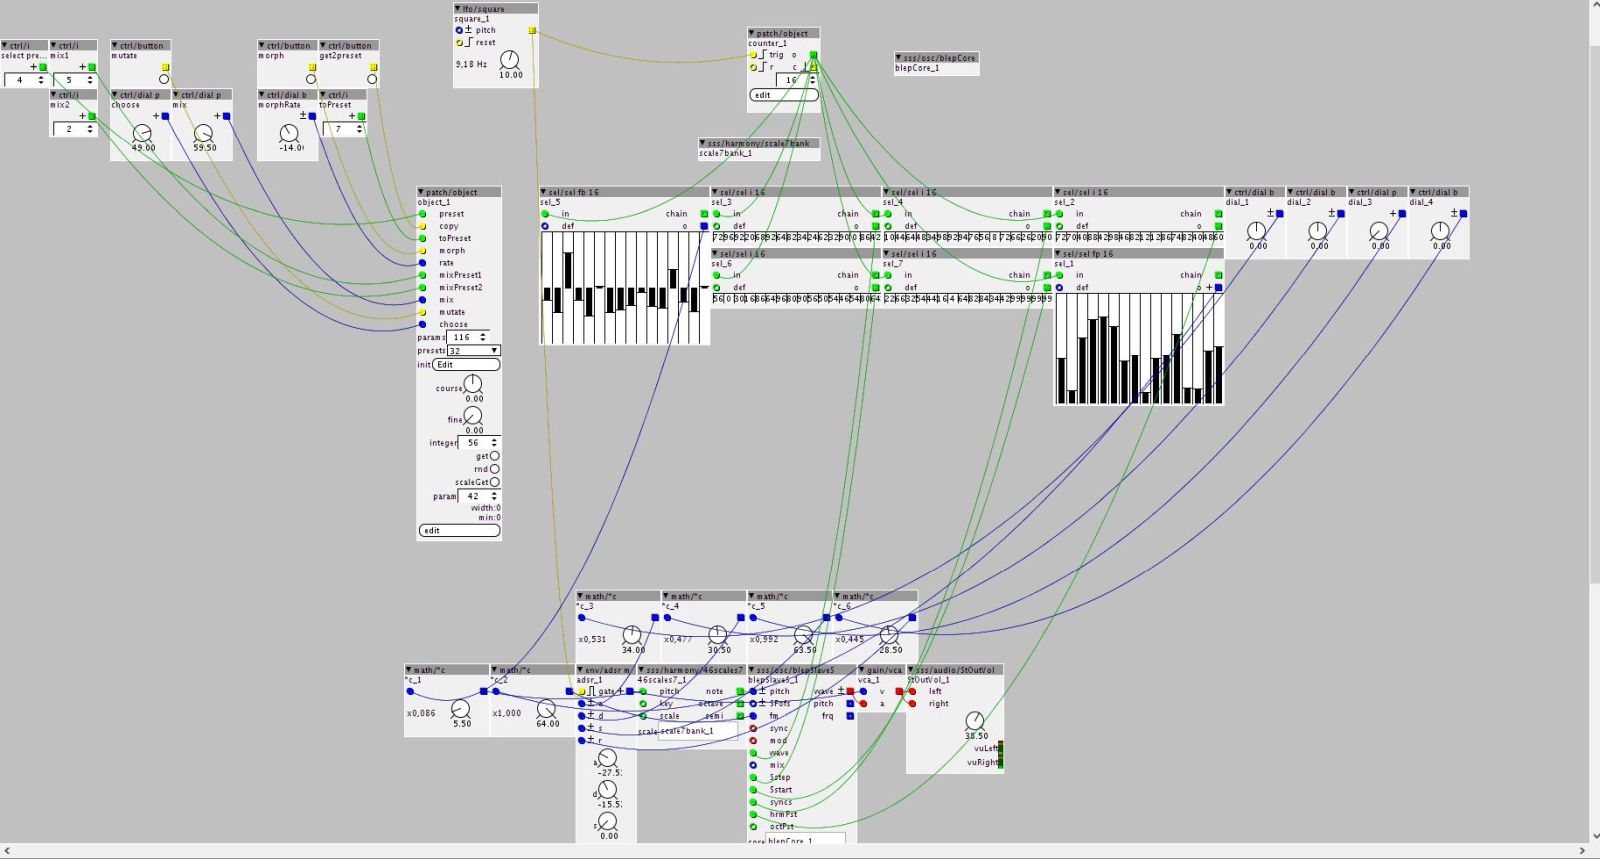 lfo/square
square_1
pitch
reset
9,18 Hz
10.00
patch/object
counter_1
trig o
r c
16
edit
sss/osc/blepCore
blepCore_1
sss/harmony/scale7bank
scale7bank_1
ctrl/i
select pre...
4
ctrl/i
mix1
5
ctrl/button
mutate
ctrl/button
morph
ctrl/button
get2preset
ctrl/i
mix2
2
ctrl/dial p
choose
49.00
ctrl/dial p
mix
59.50
ctrl/dial b
morphRate
-14.0
ctrl/i
toPreset
7
patch/object
object_1
preset
copy
toPreset
morph
rate
mixPreset1
mixPreset2
mix
mutate
choose
params 116
presets 32
init Edit
course
0.00
fine
0.00
integer 56
get
rnd
scaleGet
param 42
width:0
min:0
edit
sel/sel fb 16
sel_5
in chain
def o
sel/sel i 16
sel_3
in chain
def o
sel/sel i 16
sel_4
in chain
def o
sel/sel i 16
sel_2
in chain
def o
sel/sel i 16
sel_6
in chain
def o
sel/sel i 16
sel_7
in chain
def o
sel/sel fp 16
sel_1
in chain
def o +
ctrl/dial b
dial_1
0.00
ctrl/dial b
dial_2
0.00
ctrl/dial p
dial_3
0.00
ctrl/dial b
dial_4
0.00
math/*c
*c_3
x0,531
34.00
math/*c
*c_4
x0,477
30.50
math/*c
*c_5
x0,992
63.50
math/*c
*c_6
x0,445
28.50
math/*c
*c_1
x0,086
5.50
math/*c
*c_2
x1,000
64.00
env/adsr m
adsr_1
gate
a
d
s
r
a
-27.5
d
-15.5
s
0.00
sss/harmony/46scales7
46scales7_1
pitch note
key octave
scale semi
scale scale7bank_1
sss/osc/blepSlave5
blepSlave5_1
pitch wave
SPofs pitch
fm frq
sync
mod
wave
mix
Sstep
Sstart
syncs
hrmPst
octPst
core blepCore_1
gain/vca
vca_1
v o
a
sss/audio/StOutVol
StOutVol_1
left
right
38.50
vuLeft
vuRight